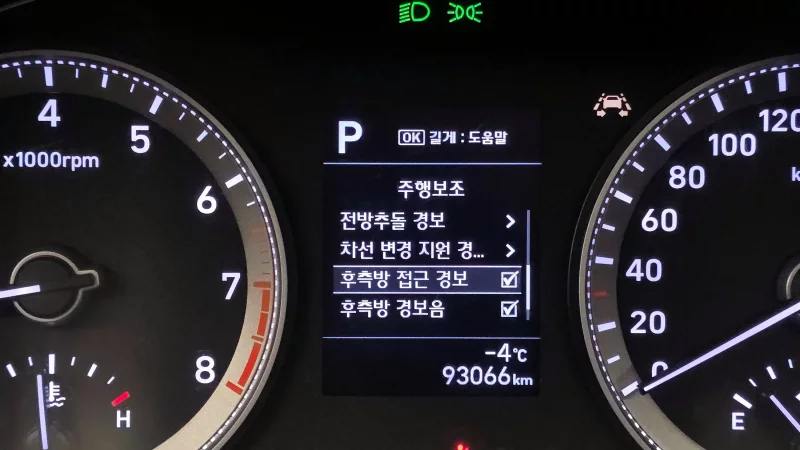 4
5
x1000rpm
6
7
8
H
P
OK 길게 : 도움말
주행보조
전방추돌 경보
차선 변경 지원 경...
후측방 접근 경보
후측방 경보음
-4℃
93066km
120
100
80
60
40
20
0
E